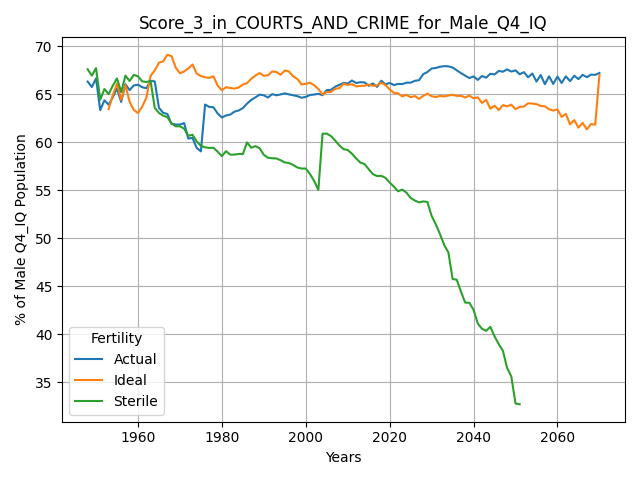 Score_3_in_COURTS_AND_CRIME_for_Male_Q4_IQ
% of Male Q4_IQ Population
70
65
60
55
50
45
40
35
Fertility
Actual
Ideal
Sterile
1960 1980 2000 2020 2040 2060
Years